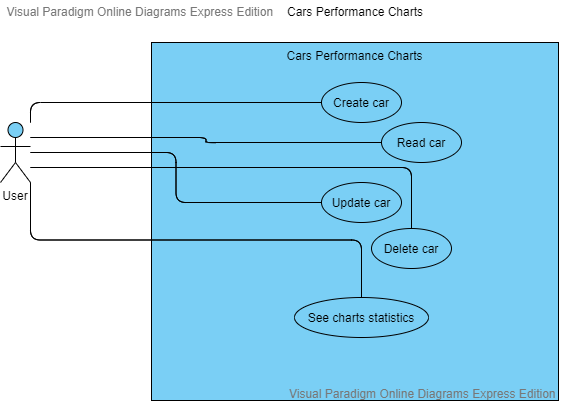 Visual Paradigm Online Diagrams Express Edition Cars Performance Charts
Cars Performance Charts
Create car
Read car
User
Update car
Delete car
See charts statistics
Visual Paradigm Online Diagrams Express Edition